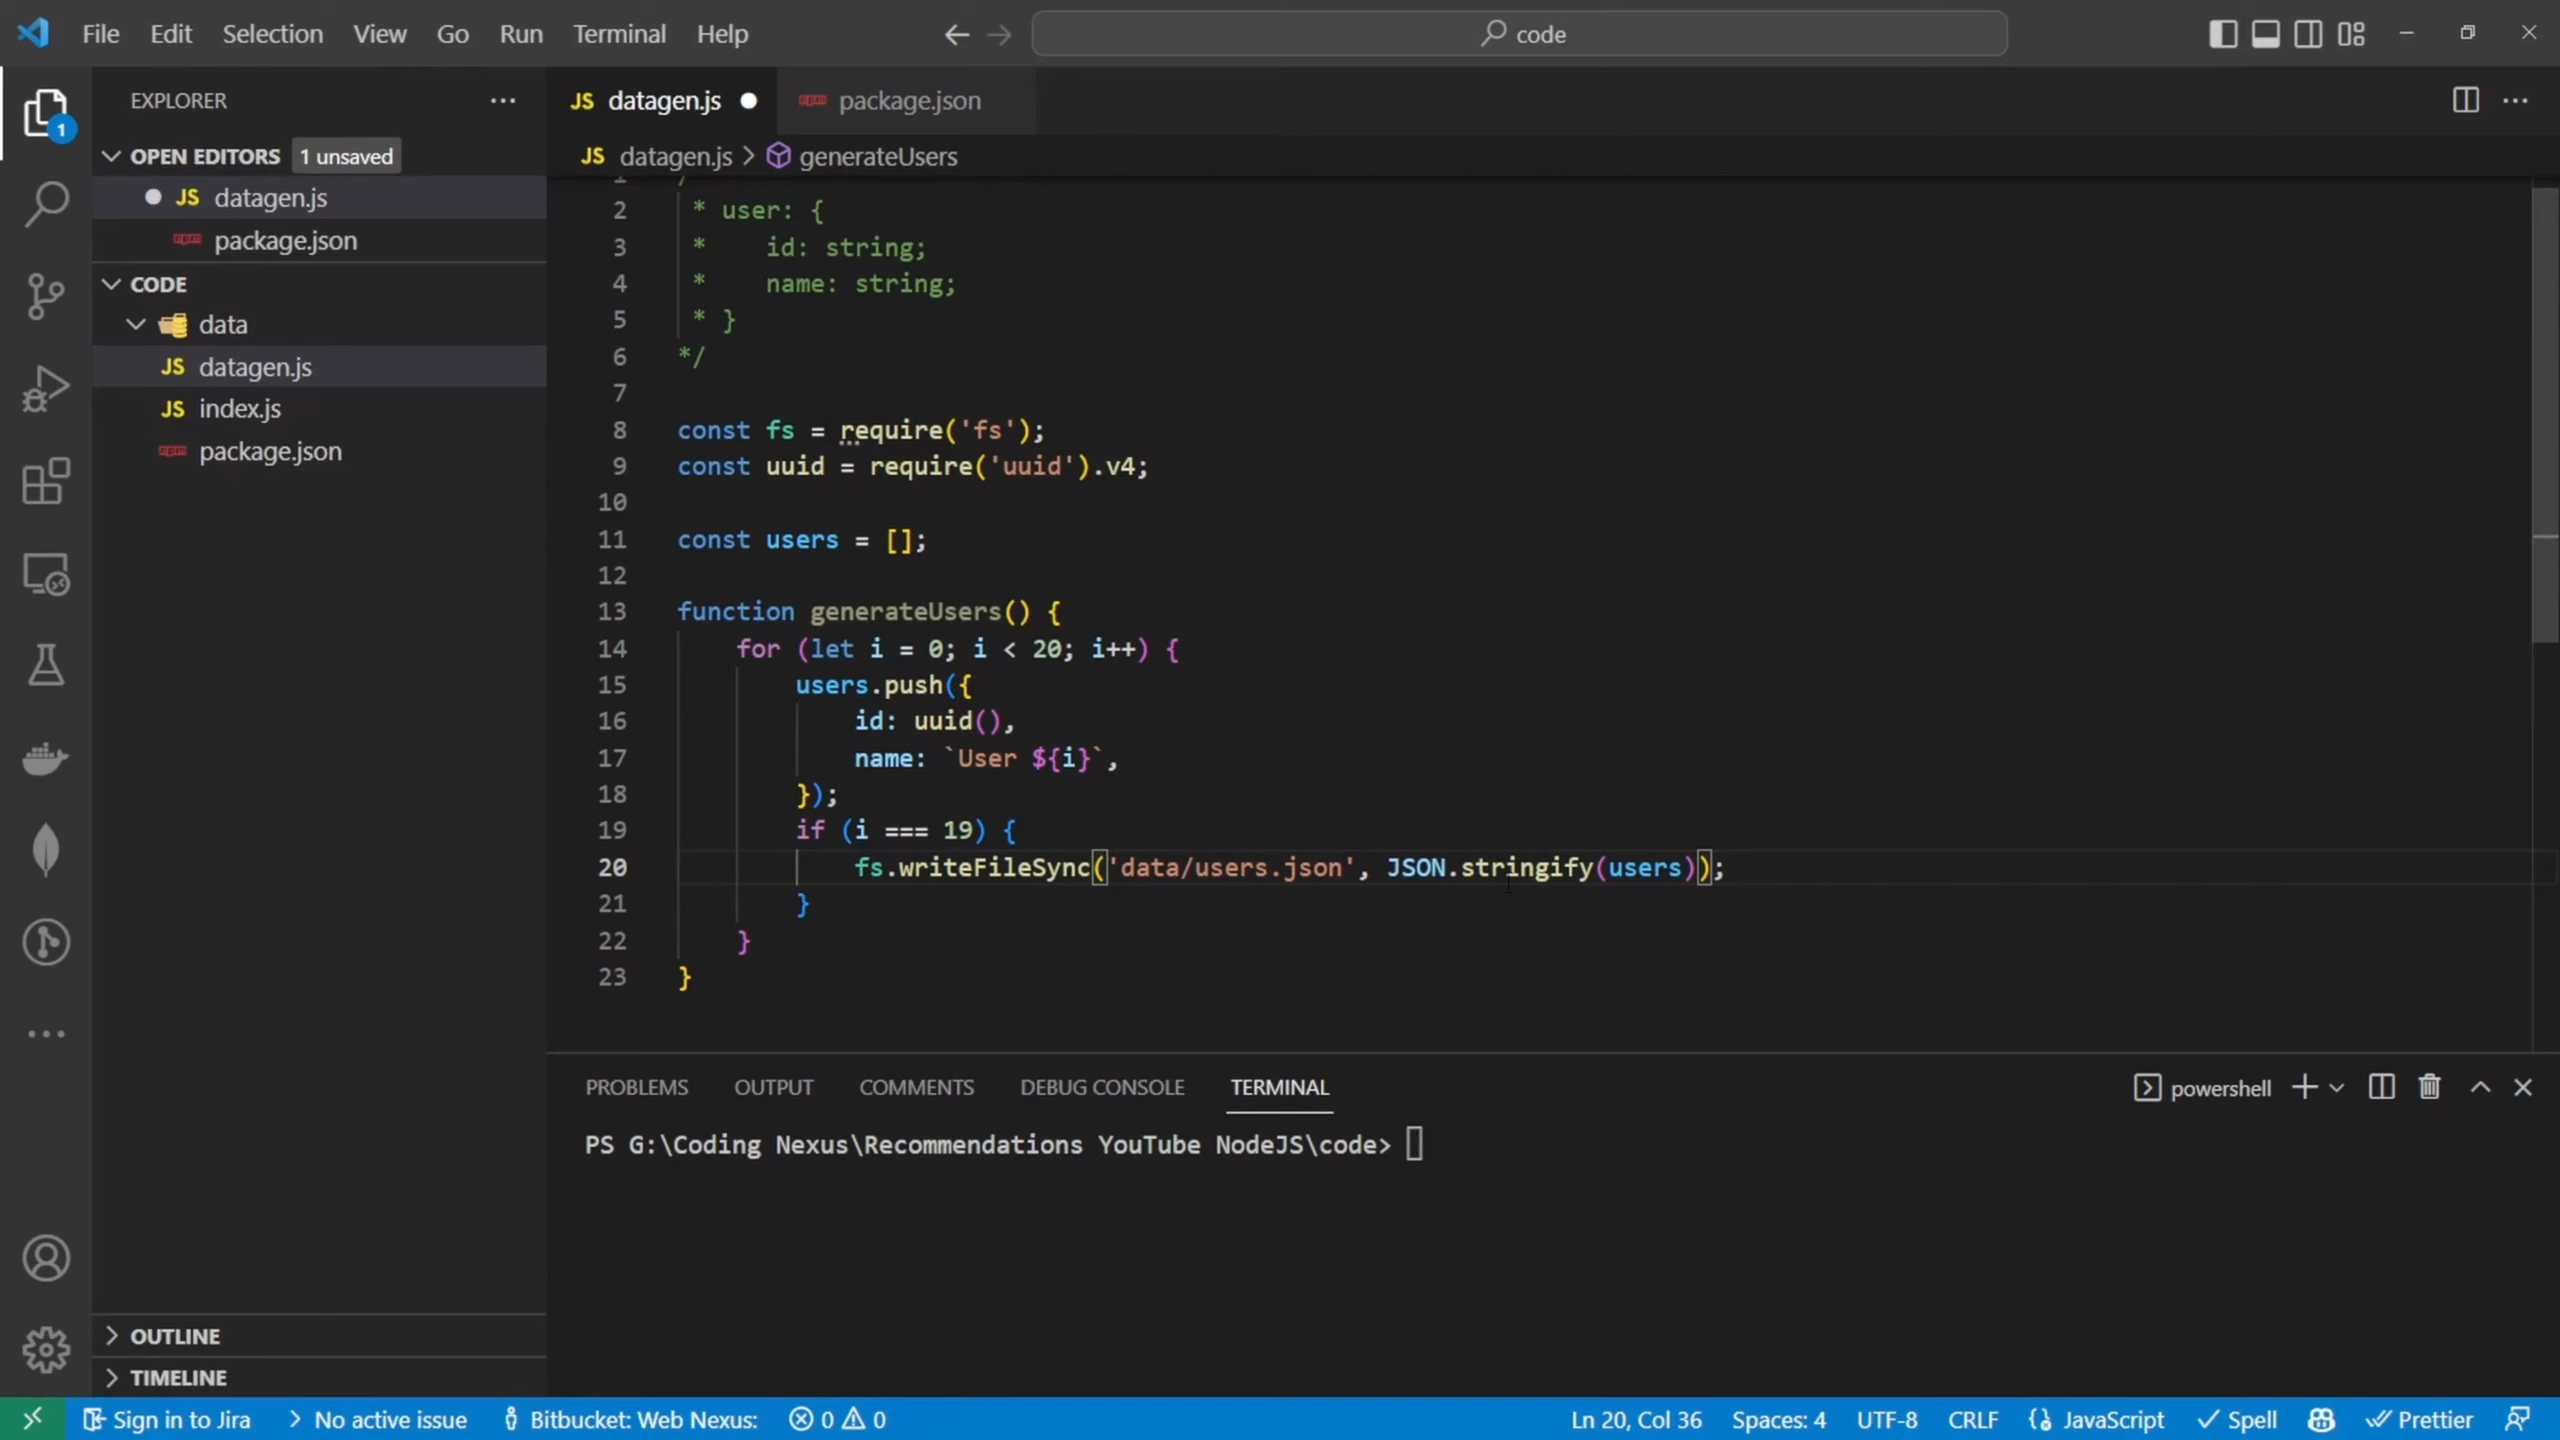 File Edit Selection View Go Run Terminal Help
code
EXPLORER
datagen.js
package.json
OPEN EDITORS 1 unsaved
datagen.js > generateUsers
JS datagen.js
package.json
CODE
data
JS datagen.js
JS index.js
package.json
1 /
2 * user: {
3 * id: string;
4 * name: string;
5 * }
6 */
7
8 const fs = require('fs');
9 const uuid = require('uuid').v4;
10
11 const users = [];
12
13 function generateUsers() {
14 for (let i = 0; i < 20; i++) {
15 users.push({
16 id: uuid(),
17 name: `User ${i}`,
18 });
19 if (i === 19) {
20 fs.writeFileSync('data/users.json', JSON.stringify(users));
21 }
22 }
23 }
PROBLEMS OUTPUT COMMENTS DEBUG CONSOLE TERMINAL
powershell
PS G:\Coding Nexus\Recommendations YouTube NodeJS\code>
OUTLINE
TIMELINE
Sign in to Jira No active issue Bitbucket: Web Nexus: 0 0 Ln 20, Col 36 Spaces: 4 UTF-8 CRLF JavaScript Spell Prettier